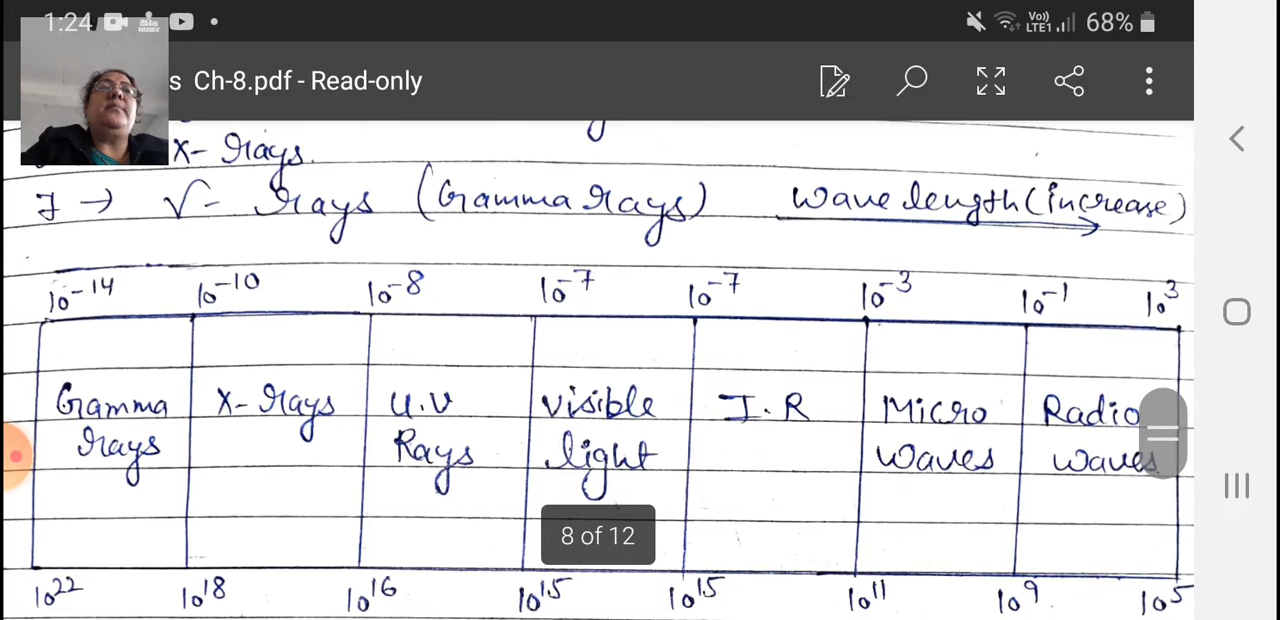 1:24
Vo)) LTE1 68%
s Ch-8.pdf - Read-only
X- Rays.
7 → γ- Rays (Gamma Rays) wave length (increase)
10⁻¹⁴ 10⁻¹⁰ 10⁻⁸ 10⁻⁷ 10⁻⁷ 10⁻³ 10⁻¹ 10³
Gamma Rays X-Rays U.V Rays visible light I.R Micro waves Radio waves
8 of 12
10²² 10¹⁸ 10¹⁶ 10¹⁵ 10¹⁵ 10¹¹ 10⁹ 10⁵